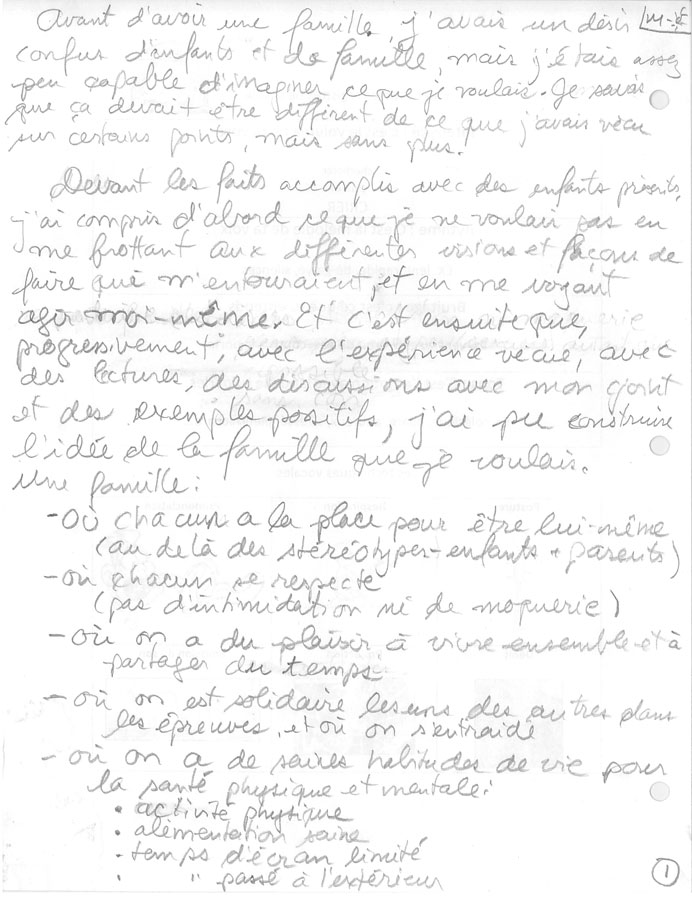 Avant d'avoir une famille j'avais un désir
confus d'enfants et de famille, mais j'étais assez
peu capable d'imaginer ce que je voulais. Je savais
que ça devait être différent de ce que j'avais vécu
sur certains points, mais sans plus.
Devant les faits accomplis avec des enfants présents,
j'ai compris d'abord ce que je ne voulais pas en
me frottant aux différentes visions et façons de
faire qui m'entouraient, et en me voyant
agir moi-même. Et c'est ensuite que,
progressivement, avec l'expérience vécue, avec
des lectures, des discussions avec mon cjoint
et des exemples positifs, j'ai pu construire
l'idée de la famille que je voulais.
Une famille:
- Où chacun a la place pour être lui-même
(au delà des stéréotypes - enfants + parents)
- où chacun se respecte
(pas d'intimidation ni de moquerie)
- où on a du plaisir à vivre ensemble et à
partager du temps
- où on est solidaire les uns des autres dans
les épreuves, et où on s'entraide
- où on a de saines habitudes de vie pour
la santé physique et mentale:
• activité physique
• alimentation saine
• temps d'écran limité
• " passé à l'extérieur
1